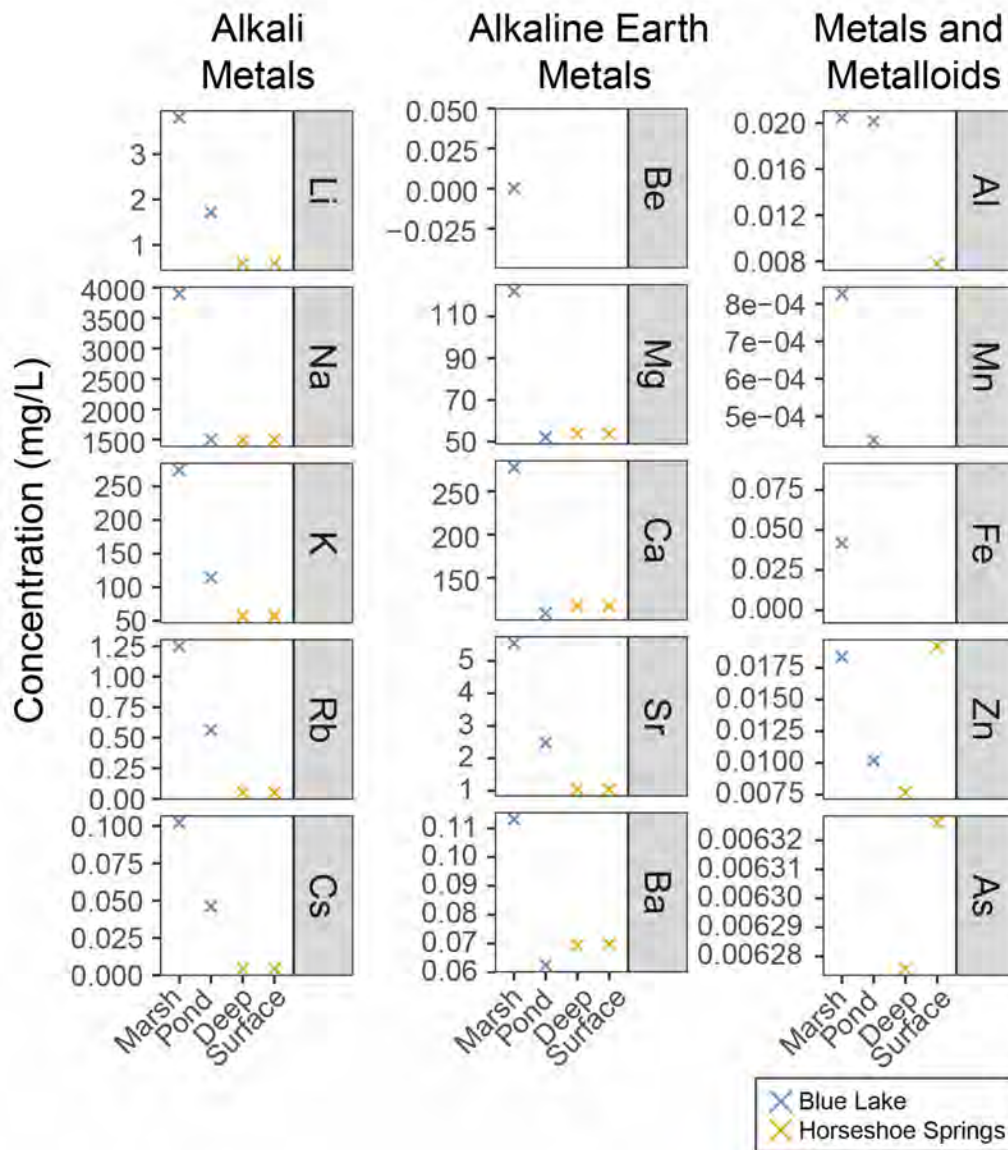 Alkali
Metals
Alkaline Earth
Metals
Metals and
Metalloids
Concentration (mg/L)
3
2
1
Li
4000
3500
3000
2500
2000
1500
Na
250
200
150
100
50
K
1.25
1.00
0.75
0.50
0.25
0.00
Rb
0.100
0.075
0.050
0.025
0.000
Cs
Marsh
Pond
Deep
Surface
0.050
0.025
0.000
−0.025
Be
110
90
70
50
Mg
250
200
150
Ca
5
4
3
2
1
Sr
0.11
0.10
0.09
0.08
0.07
0.06
Ba
Marsh
Pond
Deep
Surface
0.020
0.016
0.012
0.008
Al
8e−04
7e−04
6e−04
5e−04
Mn
0.075
0.050
0.025
0.000
Fe
0.0175
0.0150
0.0125
0.0100
0.0075
Zn
0.00632
0.00631
0.00630
0.00629
0.00628
As
Marsh
Pond
Deep
Surface
Blue Lake
Horseshoe Springs